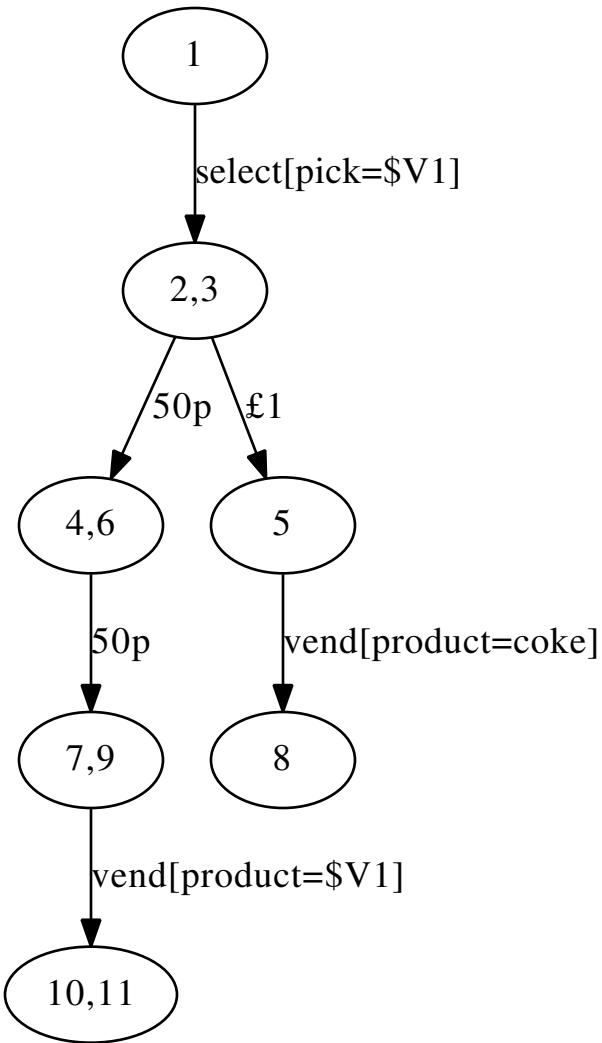 1
select[pick=$V1]
2,3
50p
£1
4,6
5
50p
vend[product=coke]
7,9
8
vend[product=$V1]
10,11